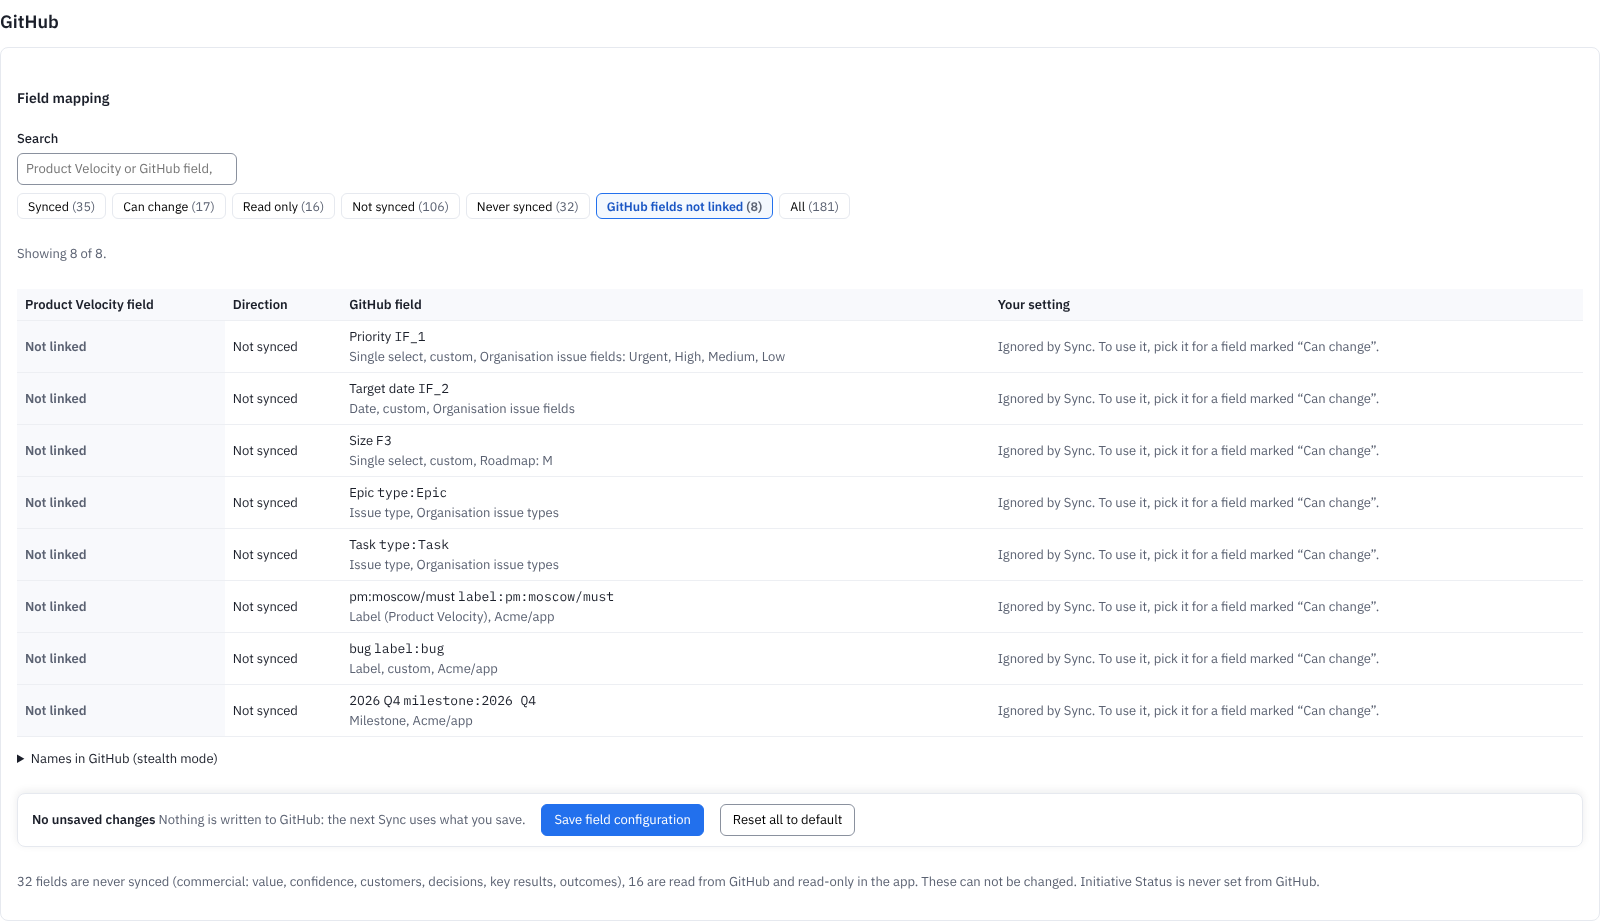 GitHub
Field mapping
Search
Product Velocity or GitHub field,
Synced (35) Can change (17) Read only (16) Not synced (106) Never synced (32) GitHub fields not linked (8) All (181)
Showing 8 of 8.
Product Velocity field Direction GitHub field Your setting
Not linked Not synced Priority IF_1 Ignored by Sync. To use it, pick it for a field marked “Can change”.
Single select, custom, Organisation issue fields: Urgent, High, Medium, Low
Not linked Not synced Target date IF_2 Ignored by Sync. To use it, pick it for a field marked “Can change”.
Date, custom, Organisation issue fields
Not linked Not synced Size F3 Ignored by Sync. To use it, pick it for a field marked “Can change”.
Single select, custom, Roadmap: M
Not linked Not synced Epic type:Epic Ignored by Sync. To use it, pick it for a field marked “Can change”.
Issue type, Organisation issue types
Not linked Not synced Task type:Task Ignored by Sync. To use it, pick it for a field marked “Can change”.
Issue type, Organisation issue types
Not linked Not synced pm:moscow/must label:pm:moscow/must Ignored by Sync. To use it, pick it for a field marked “Can change”.
Label (Product Velocity), Acme/app
Not linked Not synced bug label:bug Ignored by Sync. To use it, pick it for a field marked “Can change”.
Label, custom, Acme/app
Not linked Not synced 2026 Q4 milestone:2026 Q4 Ignored by Sync. To use it, pick it for a field marked “Can change”.
Milestone, Acme/app
Names in GitHub (stealth mode)
No unsaved changes Nothing is written to GitHub: the next Sync uses what you save. Save field configuration Reset all to default
32 fields are never synced (commercial: value, confidence, customers, decisions, key results, outcomes), 16 are read from GitHub and read-only in the app. These can not be changed. Initiative Status is never set from GitHub.